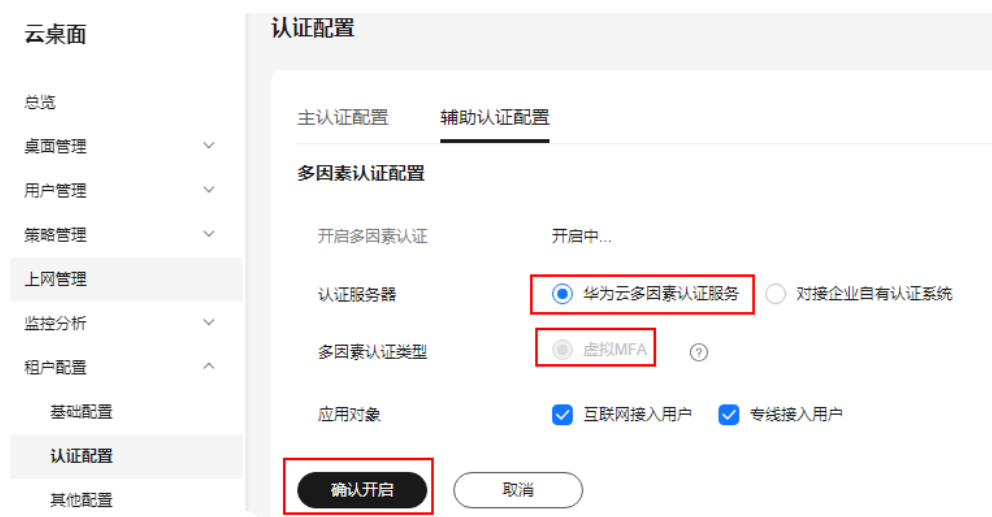 云桌面
总览
桌面管理
用户管理
策略管理
上网管理
监控分析
租户配置
基础配置
认证配置
其他配置
认证配置
主认证配置 辅助认证配置
多因素认证配置
开启多因素认证 开启中...
认证服务器 华为云多因素认证服务 对接企业自有认证系统
多因素认证类型 虚拟MFA ?
应用对象 互联网接入用户 专线接入用户
确认开启 取消